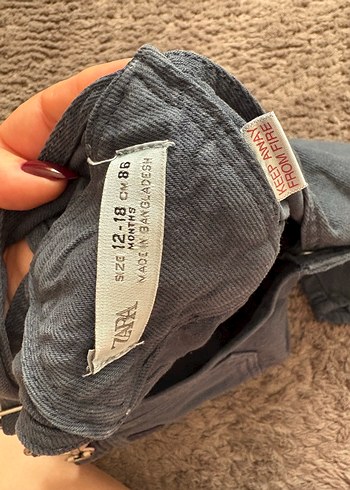 ZARA
SIZE 12-18 CM 86
MONTHS
MADE IN BANGLADESH
KEEP AWAY
FROM FIRE